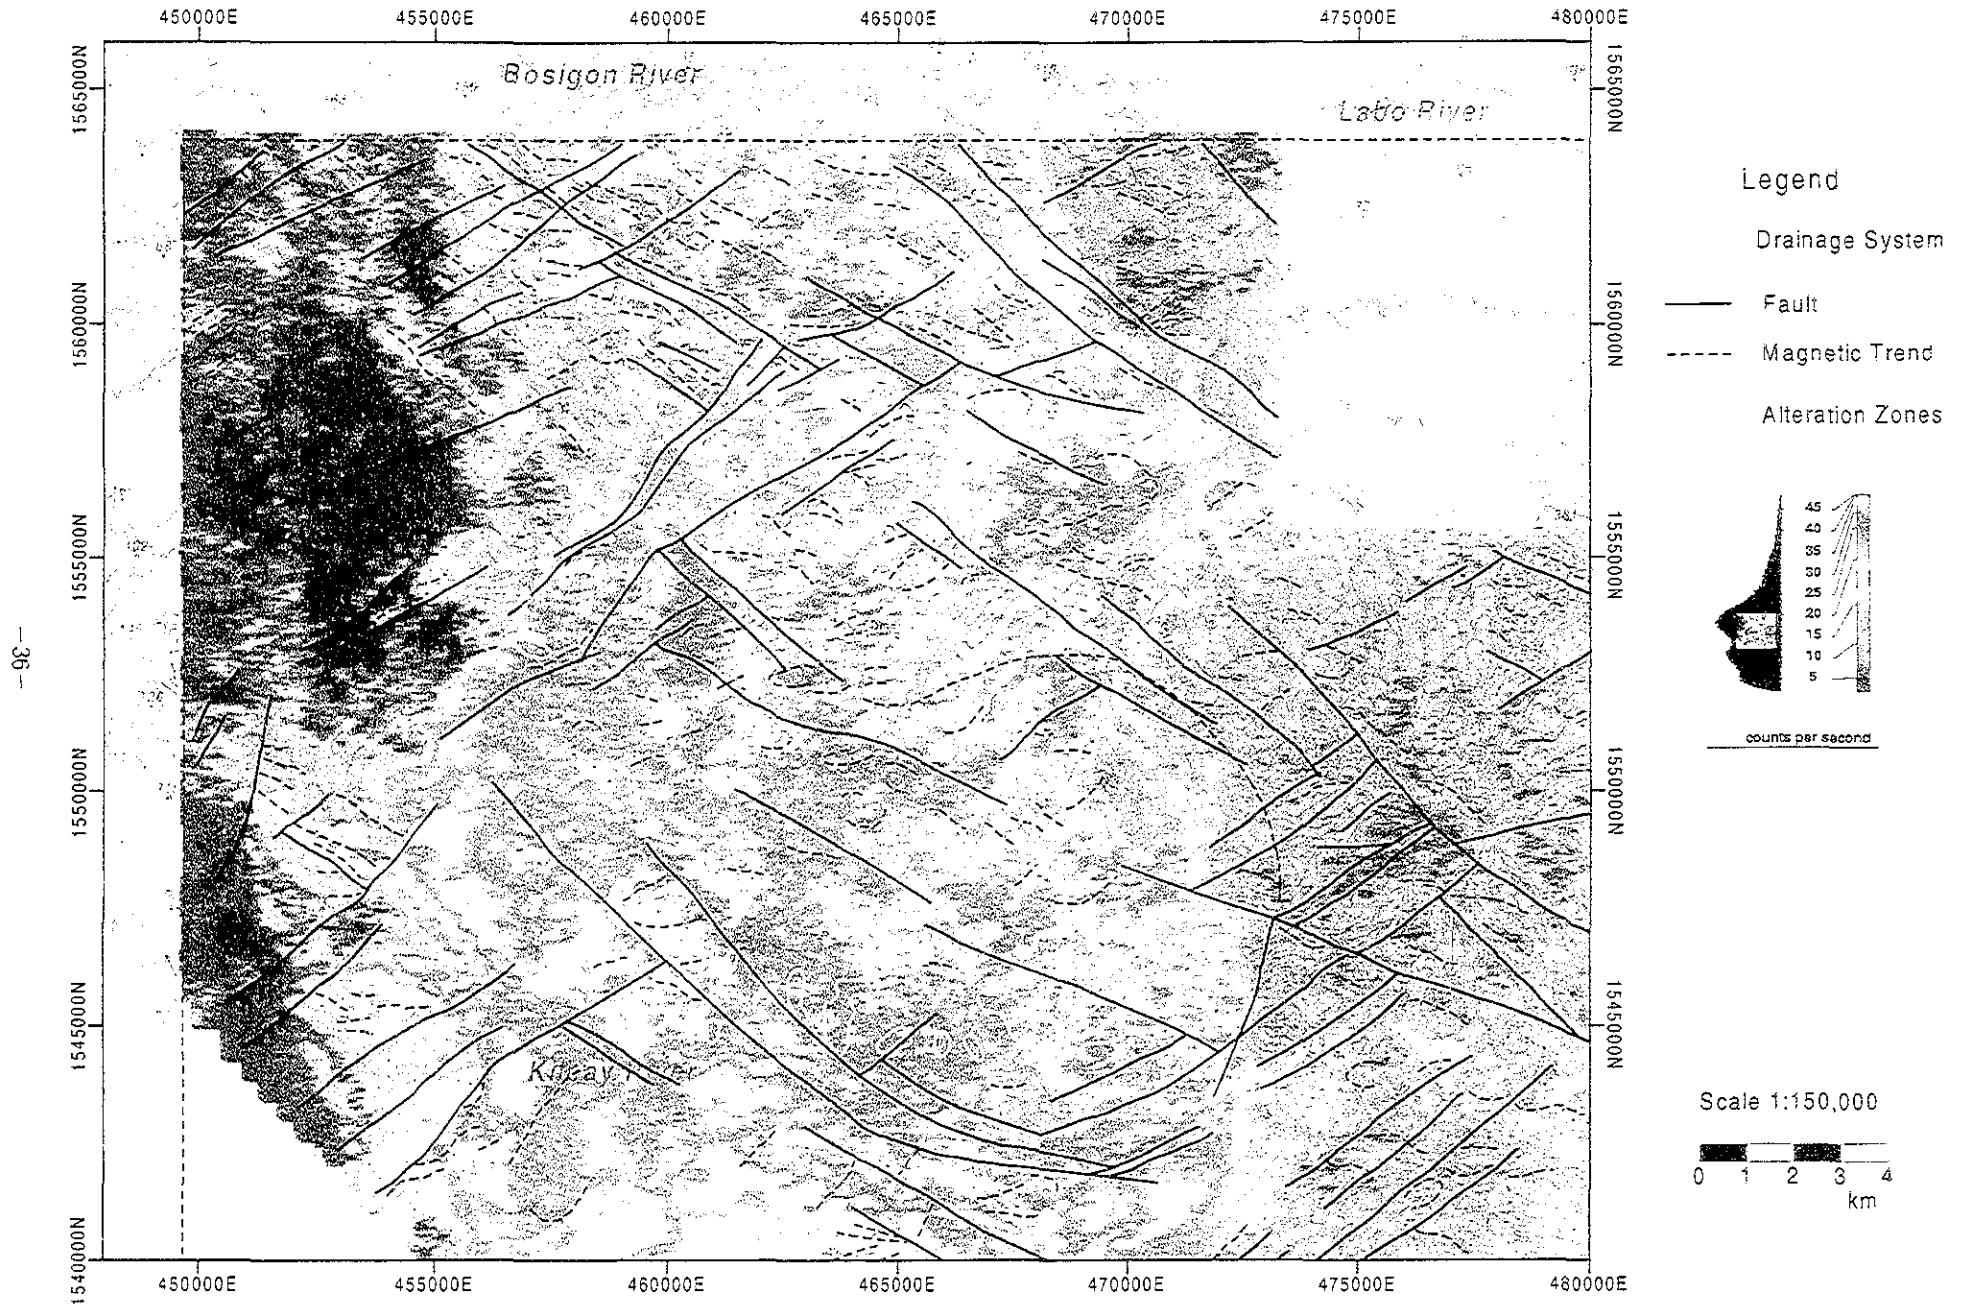 450000E 455000E 460000E 465000E 470000E 475000E 480000E
1565000N 1565000N
Bosigon River
Labo River
Legend
Drainage System
Fault
Magnetic Trend
Alteration Zones
1560000N 1560000N
1555000N 1555000N
45
40
35
30
25
20
15
10
5
counts per second
—36—
1550000N 1550000N
1545000N 1545000N
Scale 1:150,000
0 1 2 3 4
km
1540000N
450000E 455000E 460000E 465000E 470000E 475000E 480000E